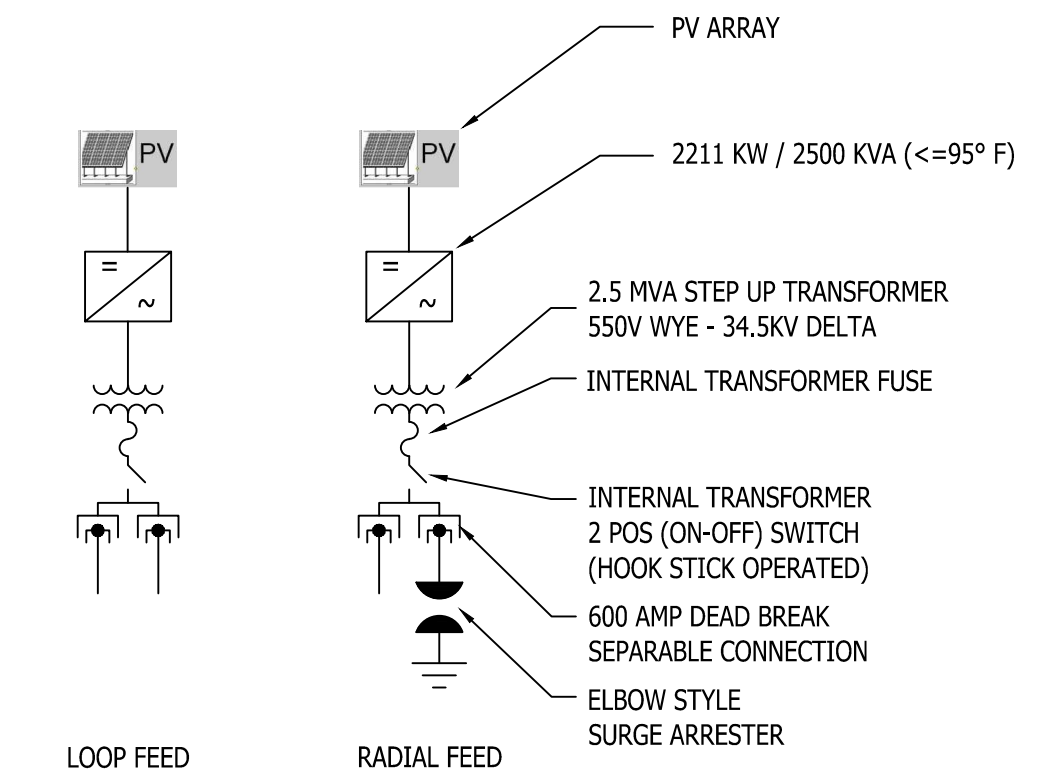 PV ARRAY
PV
PV
2211 KW / 2500 KVA (<=95° F)
=
~
=
~
2.5 MVA STEP UP TRANSFORMER
550V WYE - 34.5KV DELTA
INTERNAL TRANSFORMER FUSE
INTERNAL TRANSFORMER
2 POS (ON-OFF) SWITCH
(HOOK STICK OPERATED)
600 AMP DEAD BREAK
SEPARABLE CONNECTION
ELBOW STYLE
SURGE ARRESTER
LOOP FEED
RADIAL FEED